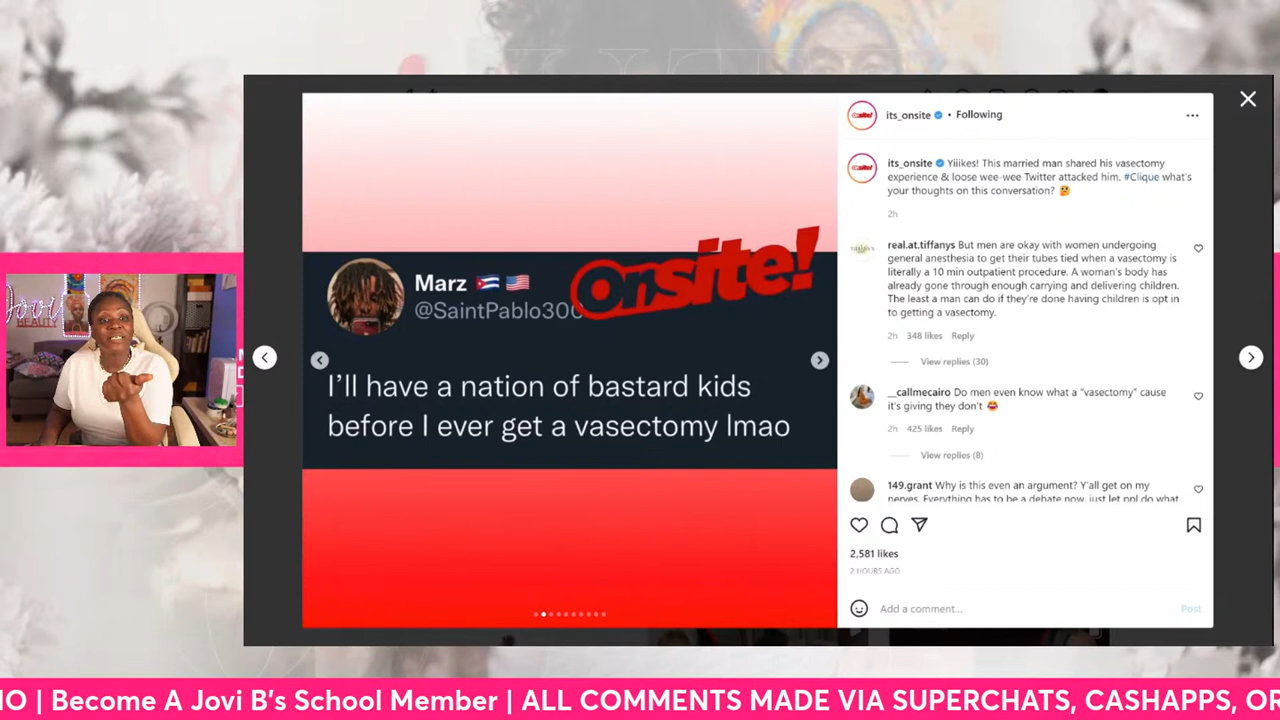 Onsite!
Marz
@SaintPablo300
I'll have a nation of bastard kids
before I ever get a vasectomy lmao
its_onsite • Following
its_onsite Yiiikes! This married man shared his vasectomy
experience & loose wee-wee Twitter attacked him. #Clique what's
your thoughts on this conversation? 🤔
2h
real.at.tiffanys But men are okay with women undergoing
general anesthesia to get their tubes tied when a vasectomy is
literally a 10 min outpatient procedure. A woman's body has
already gone through enough carrying and delivering children.
The least a man can do if they're done having children is opt in
to getting a vasectomy.
2h 348 likes Reply
View replies (30)
__callmecairo Do men even know what a "vasectomy" cause
it's giving they don't 😂
2h 425 likes Reply
View replies (8)
149.grant Why is this even an argument? Y'all get on my
nerves. Everything has to be a debate now, just let ppl do what
2,581 likes
2 HOURS AGO
Add a comment...
Post
Jovi
BEAUTY
IO | Become A Jovi B's School Member | ALL COMMENTS MADE VIA SUPERCHATS, CASHAPPS, OR